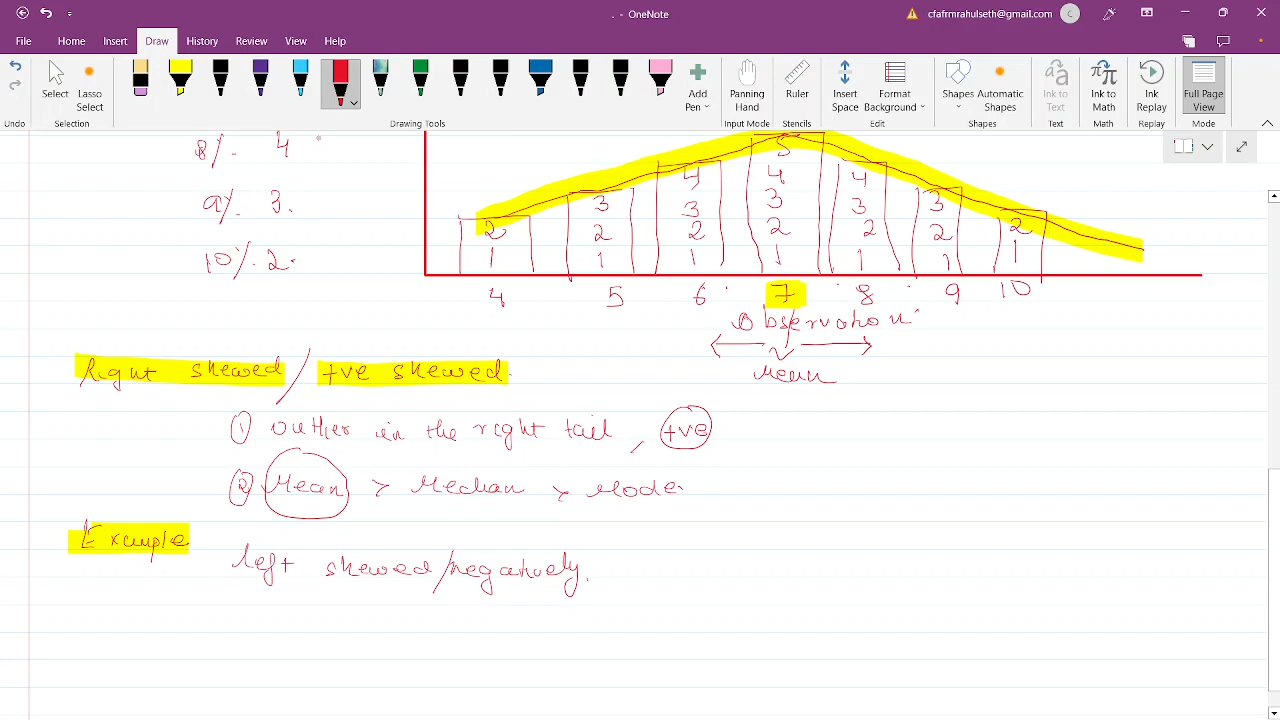 . - OneNote
crafrmrahulseth@gmail.com
C
File Home Insert Draw History Review View Help
Undo
Select
Lasso Select
Selection
Drawing Tools
Add Pen
Panning Hand
Input Mode
Ruler
Stencils
Insert Space
Format Background
Edit
Shapes
Automatic Shapes
Shapes
Ink to Text
Ink to Math
Convert
Ink Replay
Replay
Full Page View
Mode
8%. 4
9%. 3.
10%. 2.
5
4 4 4
3 3 3 3 3
2 2 2 2 2 2 2
1 1 1 1 1 1 1
4 5 6 7 8 9 10
Observation
Mean
Right skewed / +ve skewed.
① outlier in the right tail, +ve
② Mean > Median > Mode.
Example
left skewed/negatively.